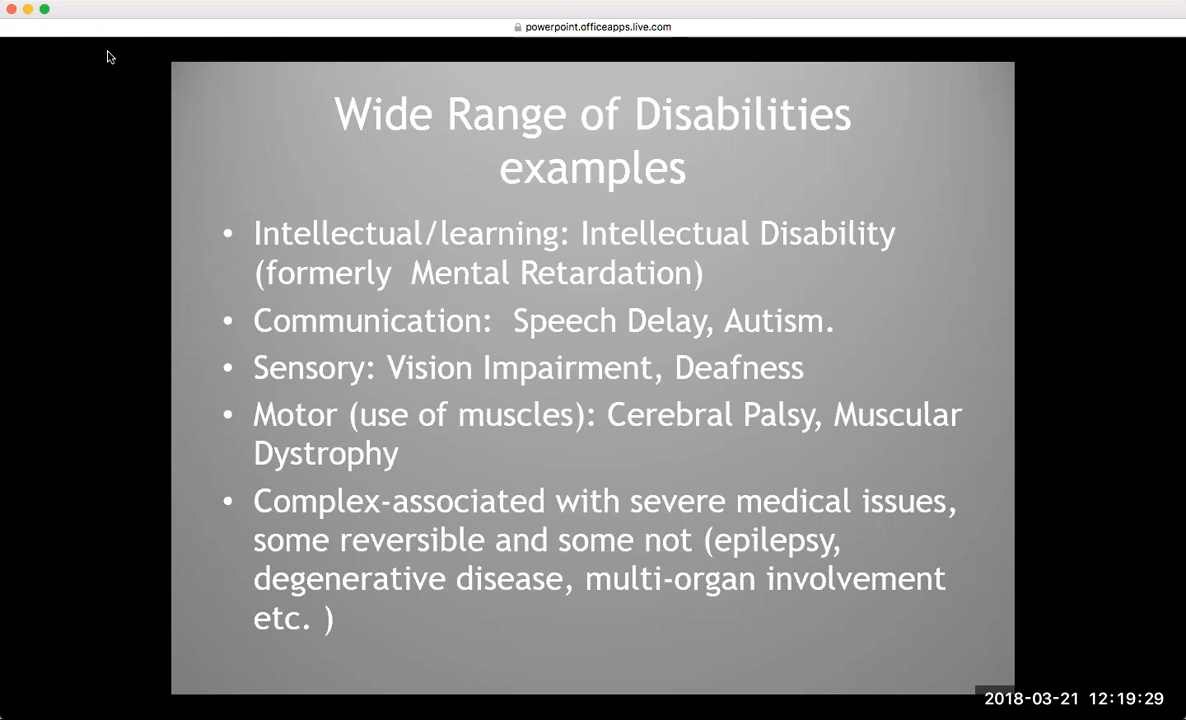 powerpoint.officeapps.live.com
Wide Range of Disabilities
examples
• Intellectual/learning: Intellectual Disability
(formerly  Mental Retardation)
• Communication:  Speech Delay, Autism.
• Sensory: Vision Impairment, Deafness
• Motor (use of muscles): Cerebral Palsy, Muscular
Dystrophy
• Complex-associated with severe medical issues,
some reversible and some not (epilepsy,
degenerative disease, multi-organ involvement
etc. )
2018-03-21 12:19:29